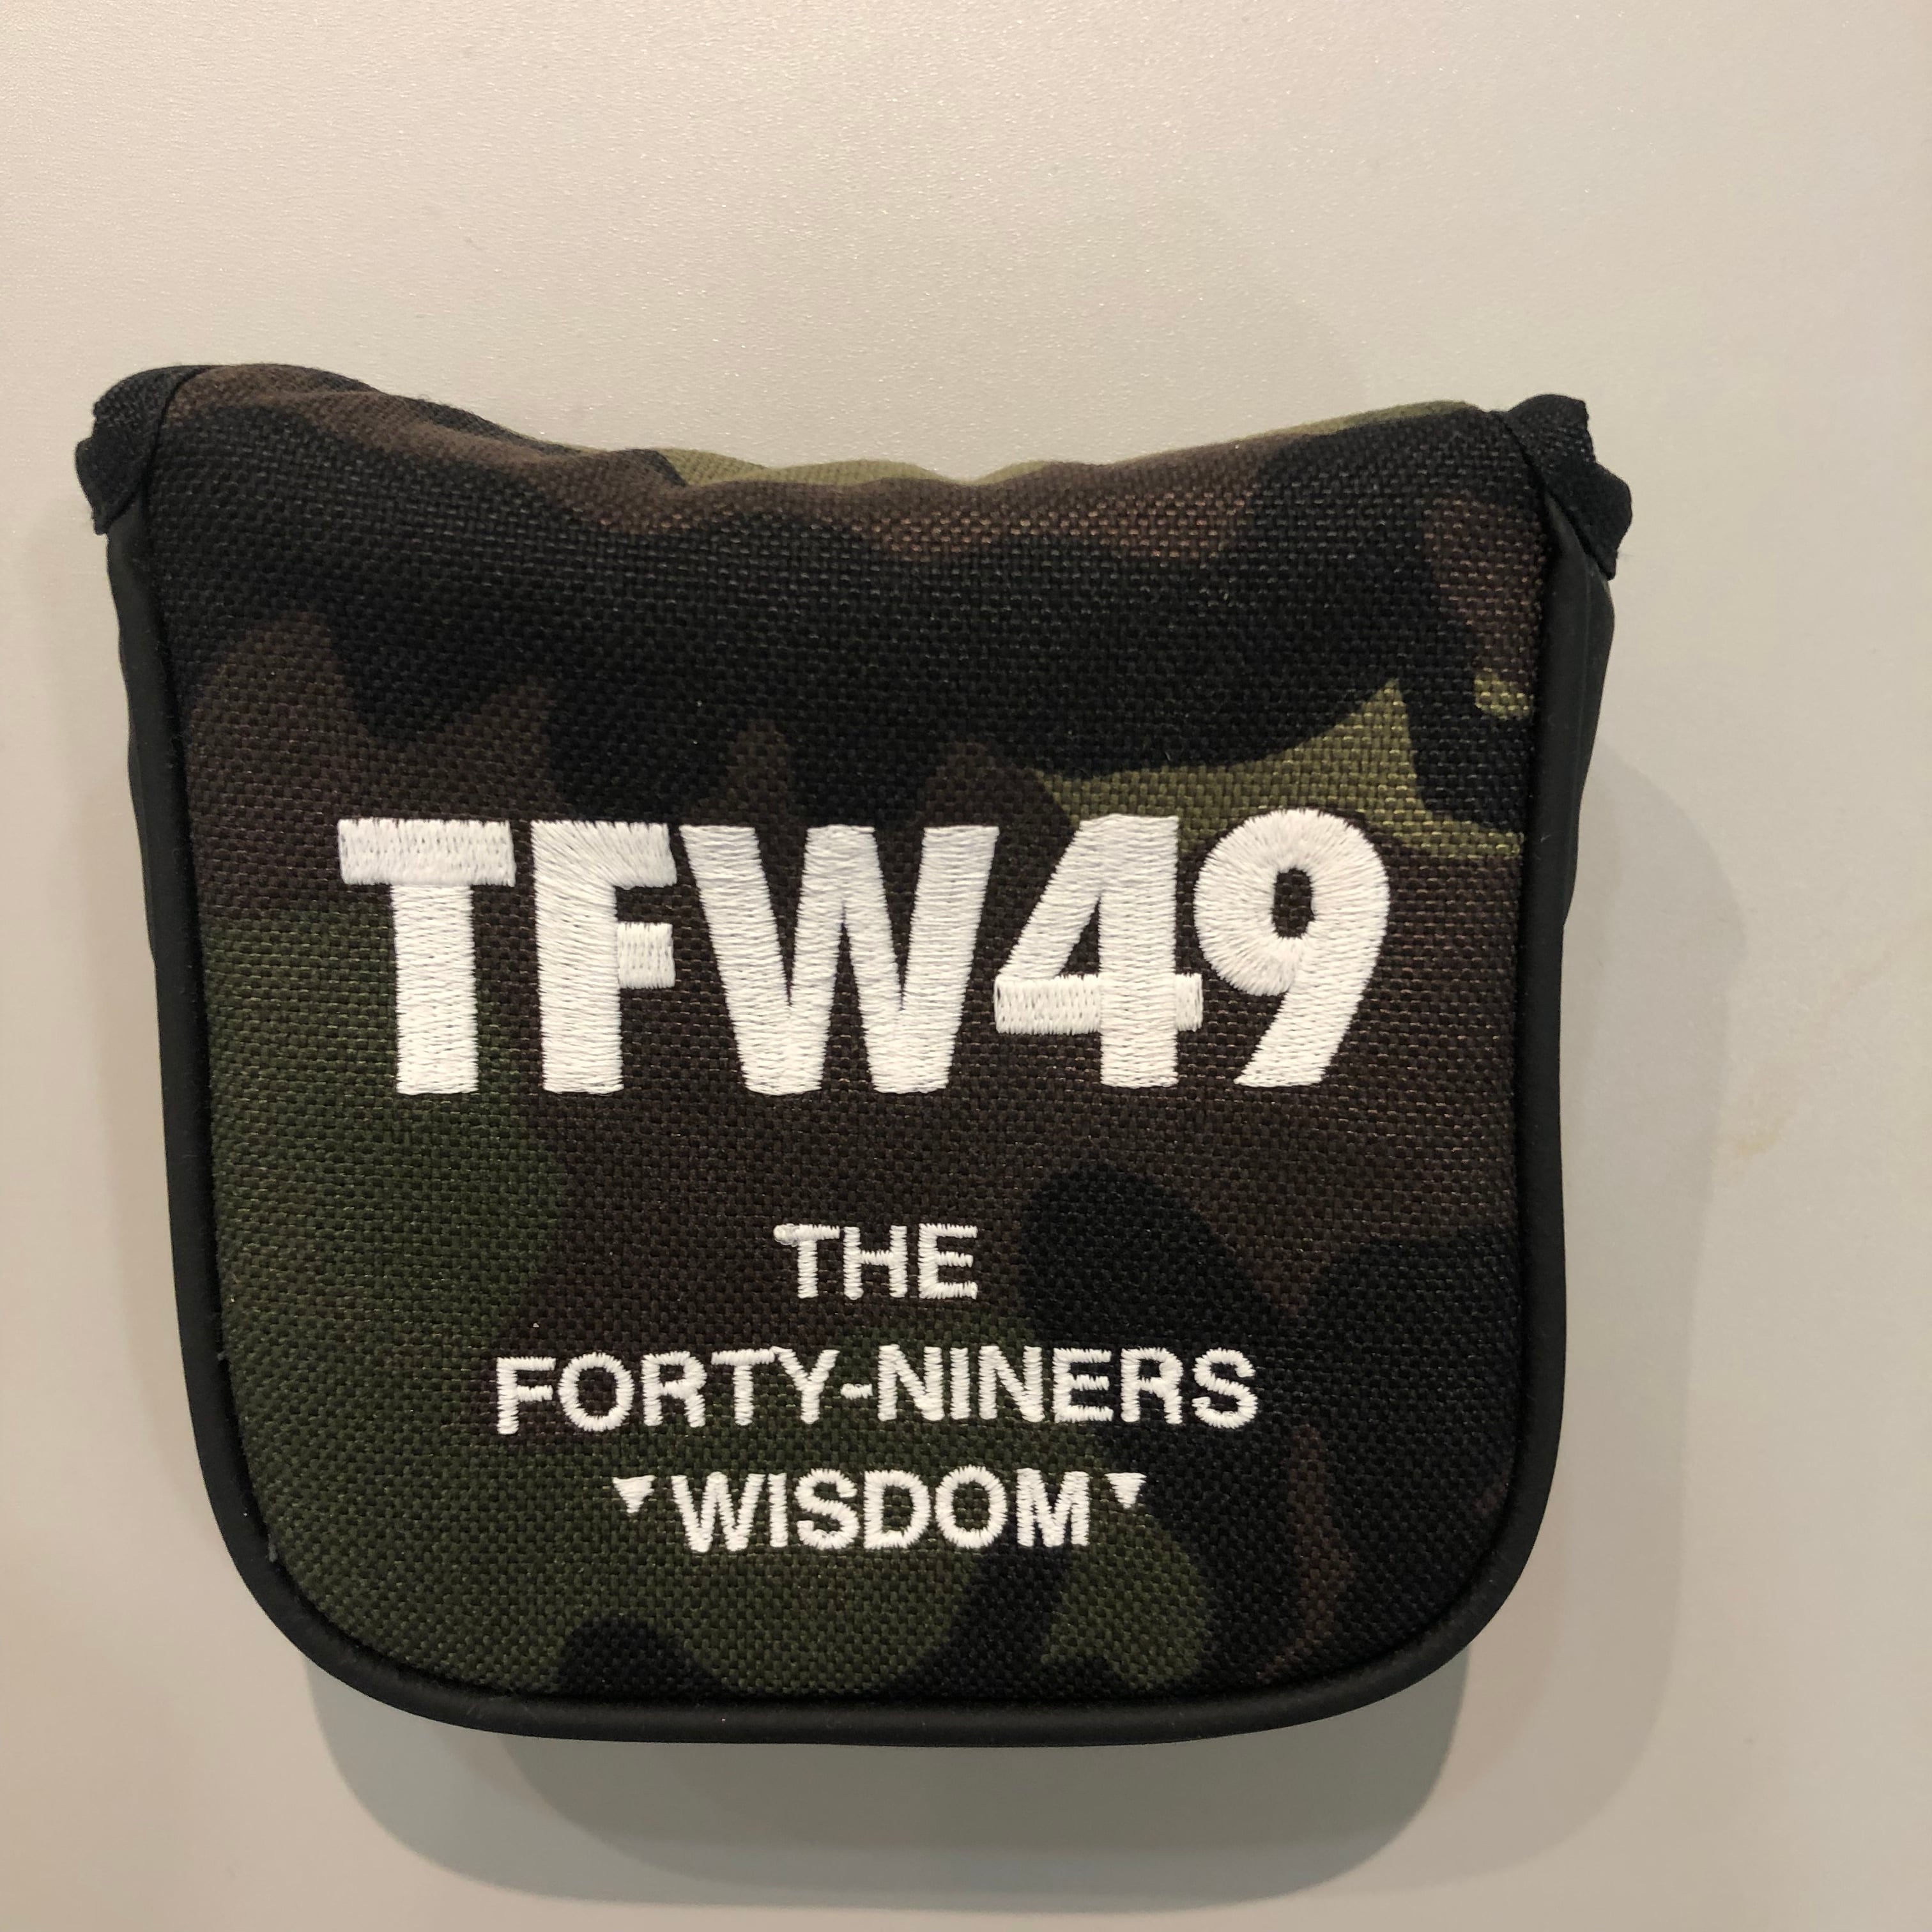 TFW49
THE
FORTY-NINERS
▼WISDOM▼